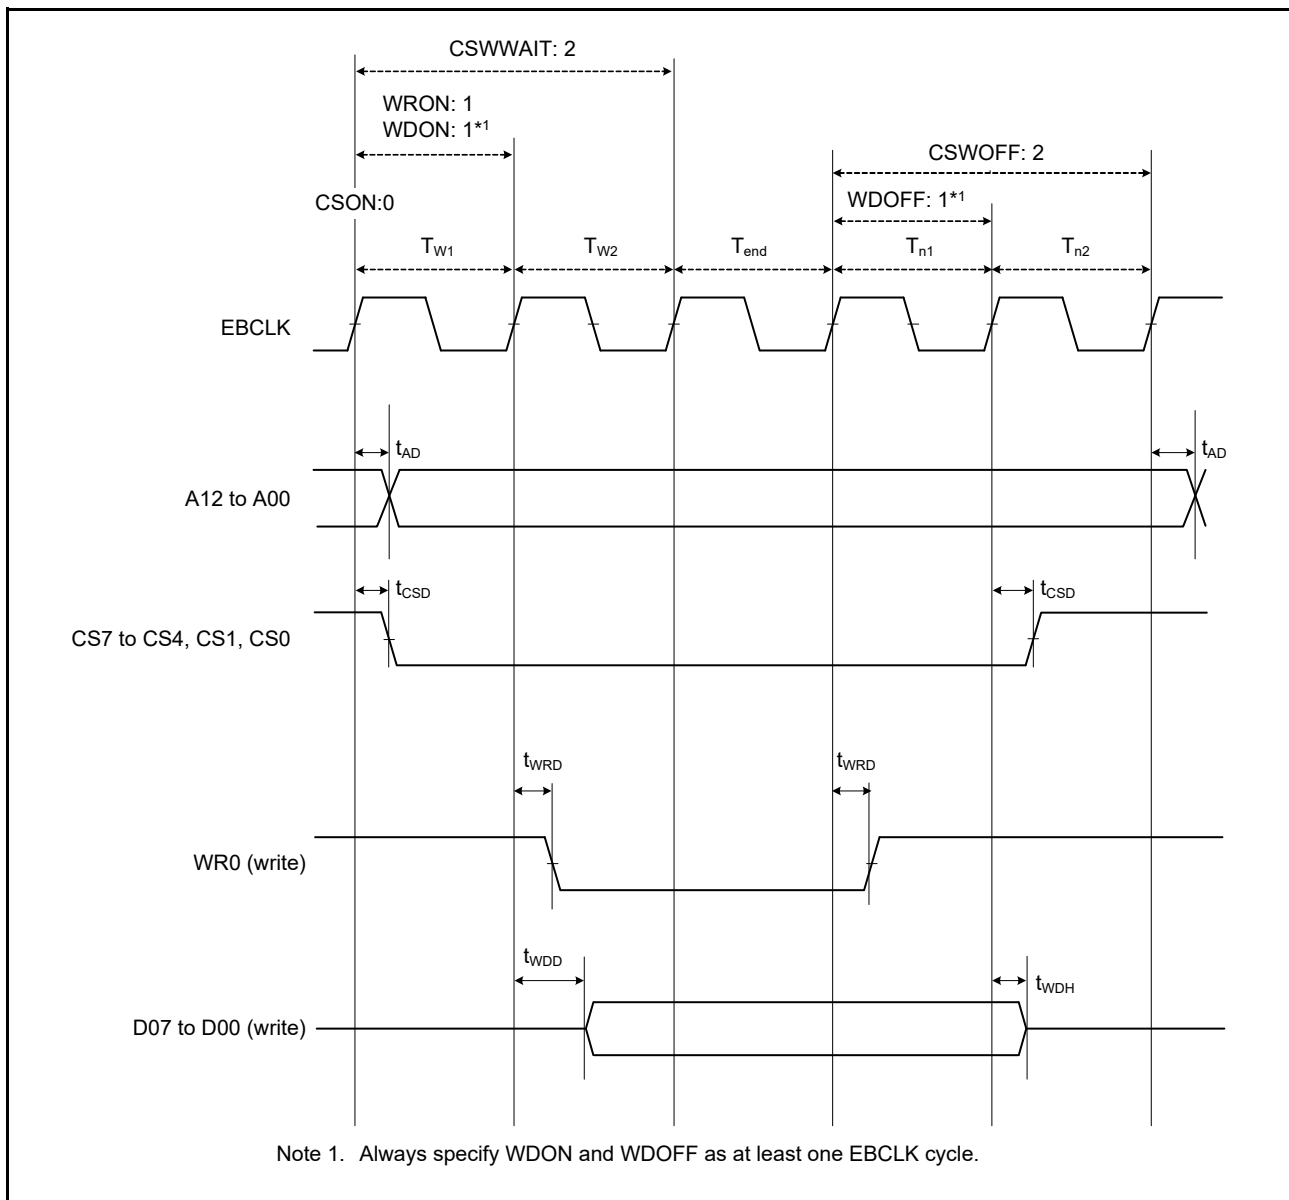 CSWWAIT: 2
WRON: 1
WDON: 1*1
CSWOFF: 2
WDOFF: 1*1
CSON:0
TW1 TW2 Tend Tn1 Tn2
EBCLK
tAD tAD
A12 to A00
tCSD tCSD
CS7 to CS4, CS1, CS0
tWRD tWRD
WR0 (write)
tWDD tWDH
D07 to D00 (write)
Note 1. Always specify WDON and WDOFF as at least one EBCLK cycle.